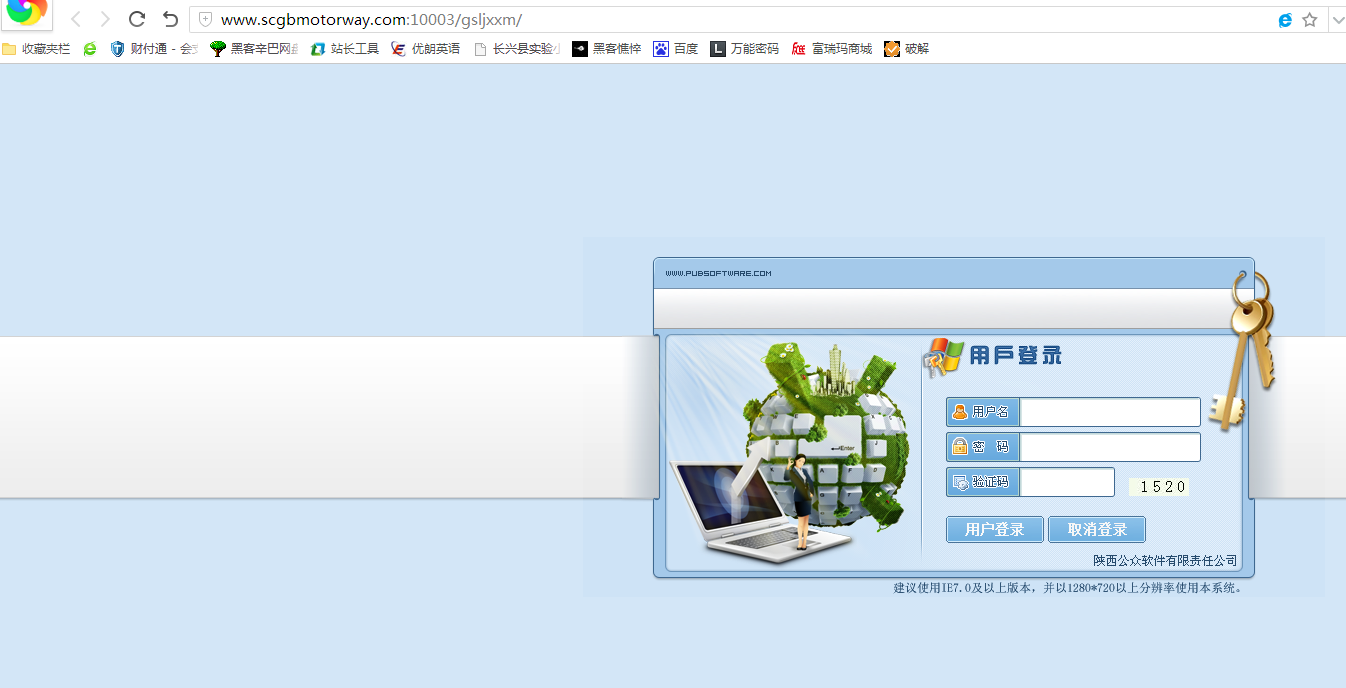 www.scgbmotorway.com:10003/gsljxxm/
收藏夹栏 财付通 - 会 黑客辛巴网 站长工具 优朗英语 长兴县实验小 黑客憔悴 百度 L 万能密码 富瑞玛商城 破解
WWW.PUBSOFTWARE.COM
用户登录
用户名
密 码
验证码 1520
用户登录 取消登录
陕西公众软件有限责任公司
建议使用IE7.0及以上版本，并以1280*720以上分辨率使用本系统。